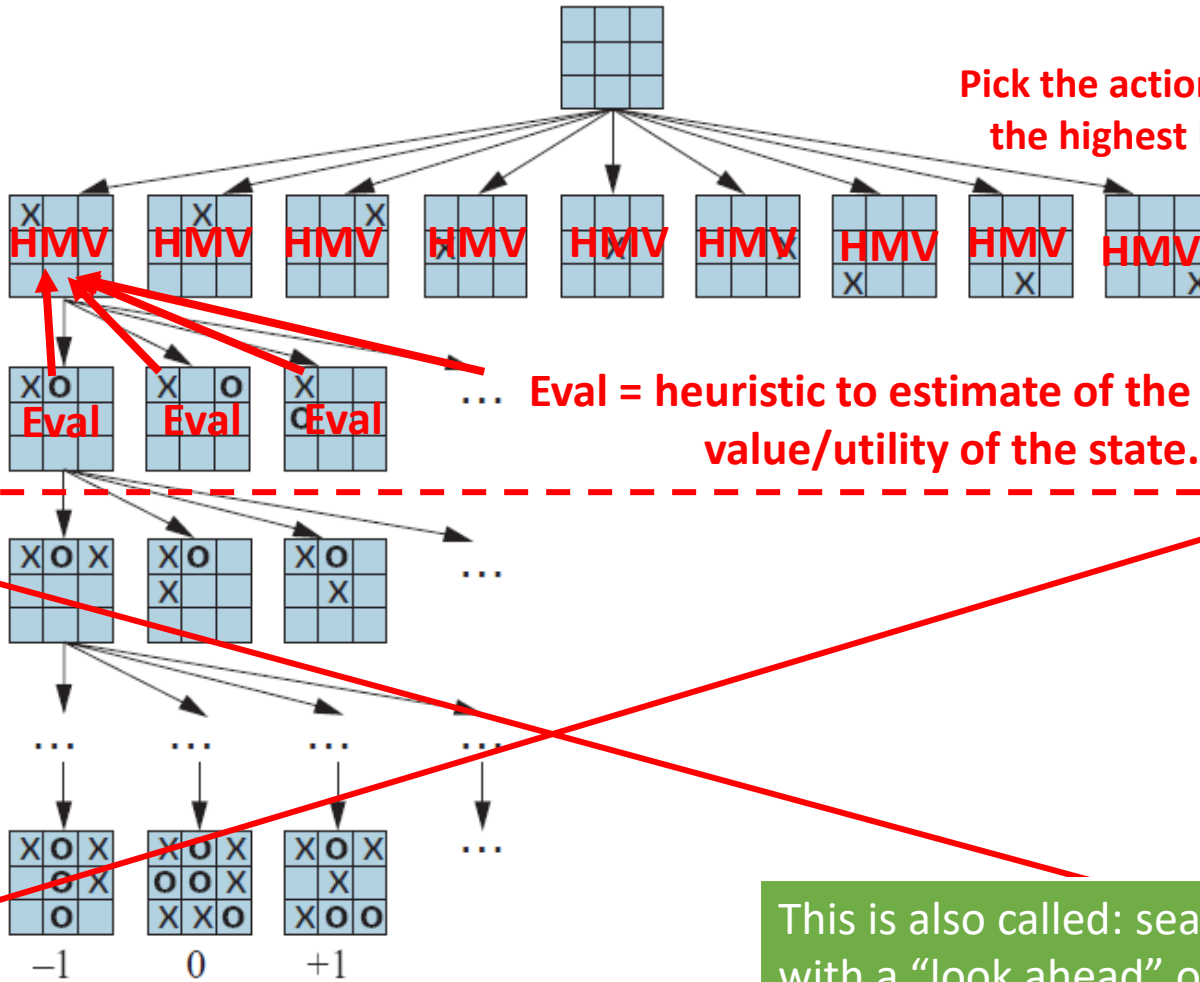 Pick the action
the highest
X X X
HMV HMV HMV X HMV HMV X HMV X HMV HMV HMV
X X X
X O X O X
Eval Eval O Eval
... Eval = heuristic to estimate of the
value/utility of the state.
X O X X O X O
X X
...
... ... ... ...
X O X X O X X O X
O X O O X X
O X X O X O O
...
–1 0 +1
This is also called: sea
with a “look ahead” o